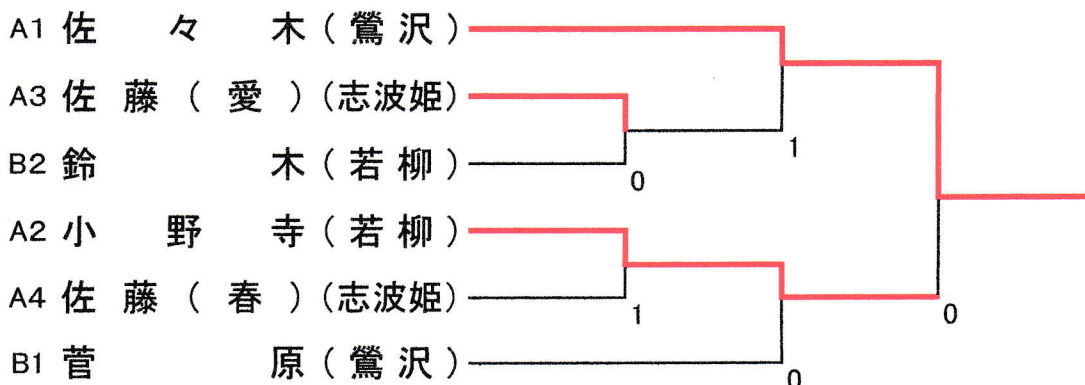 A1 佐々木(鶯沢)
A3 佐藤(愛)(志波姫)
1
B2 鈴木(若柳)
0
A2 小野寺(若柳)
A4 佐藤(春)(志波姫)
1
0
B1 菅原(鶯沢)
0